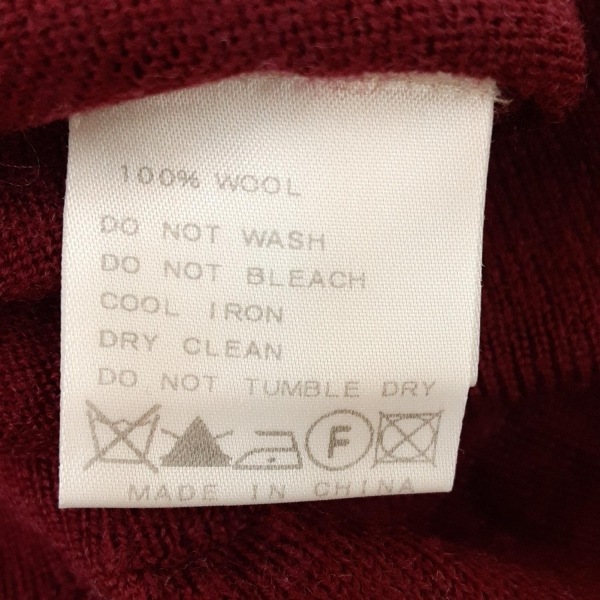 100% WOOL
DO NOT WASH
DO NOT BLEACH
COOL IRON
DRY CLEAN
DO NOT TUMBLE DRY
F
MADE IN CHINA